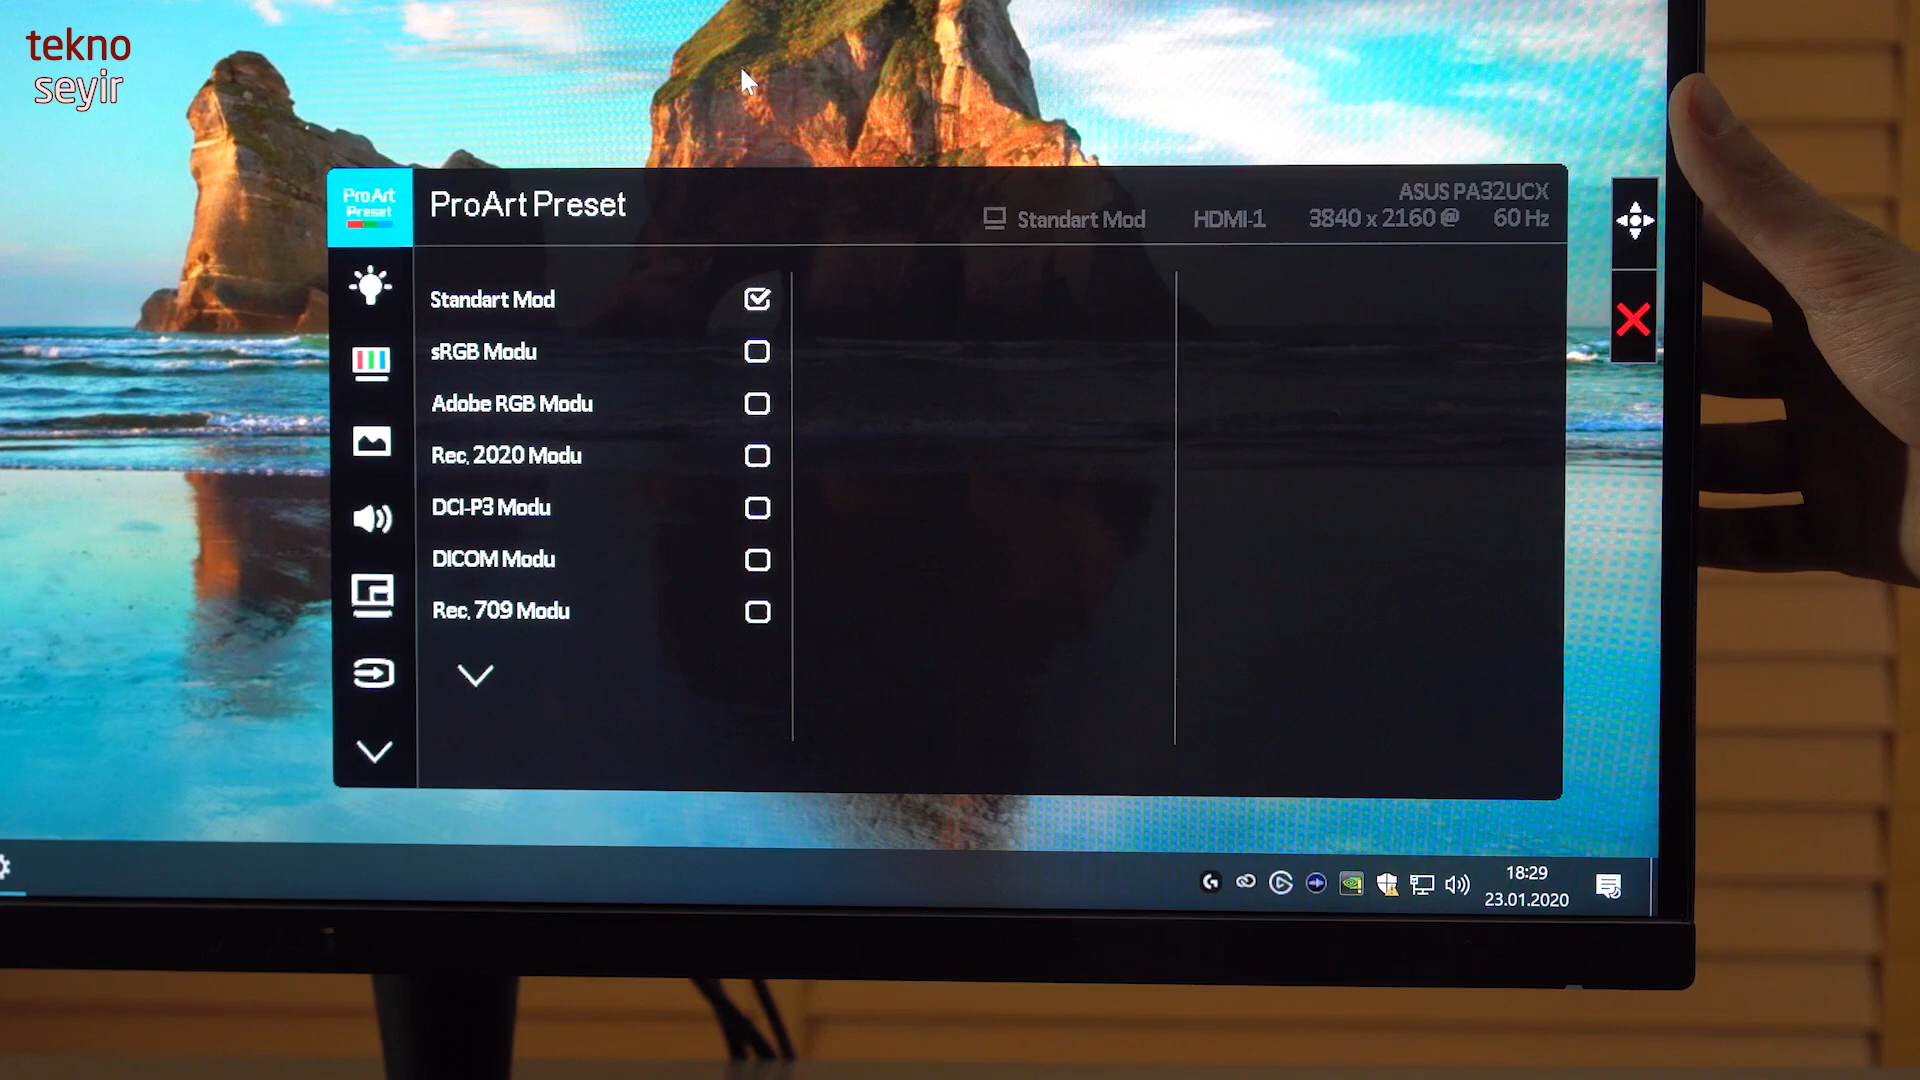 tekno
seyir
ProArt
Preset
ProArt Preset
ASUS PA32UCX
Standart Mod HDMI-1 3840 x 2160 @ 60 Hz
Standart Mod
sRGB Modu
Adobe RGB Modu
Rec. 2020 Modu
DCI-P3 Modu
DICOM Modu
Rec. 709 Modu
18:29
23.01.2020